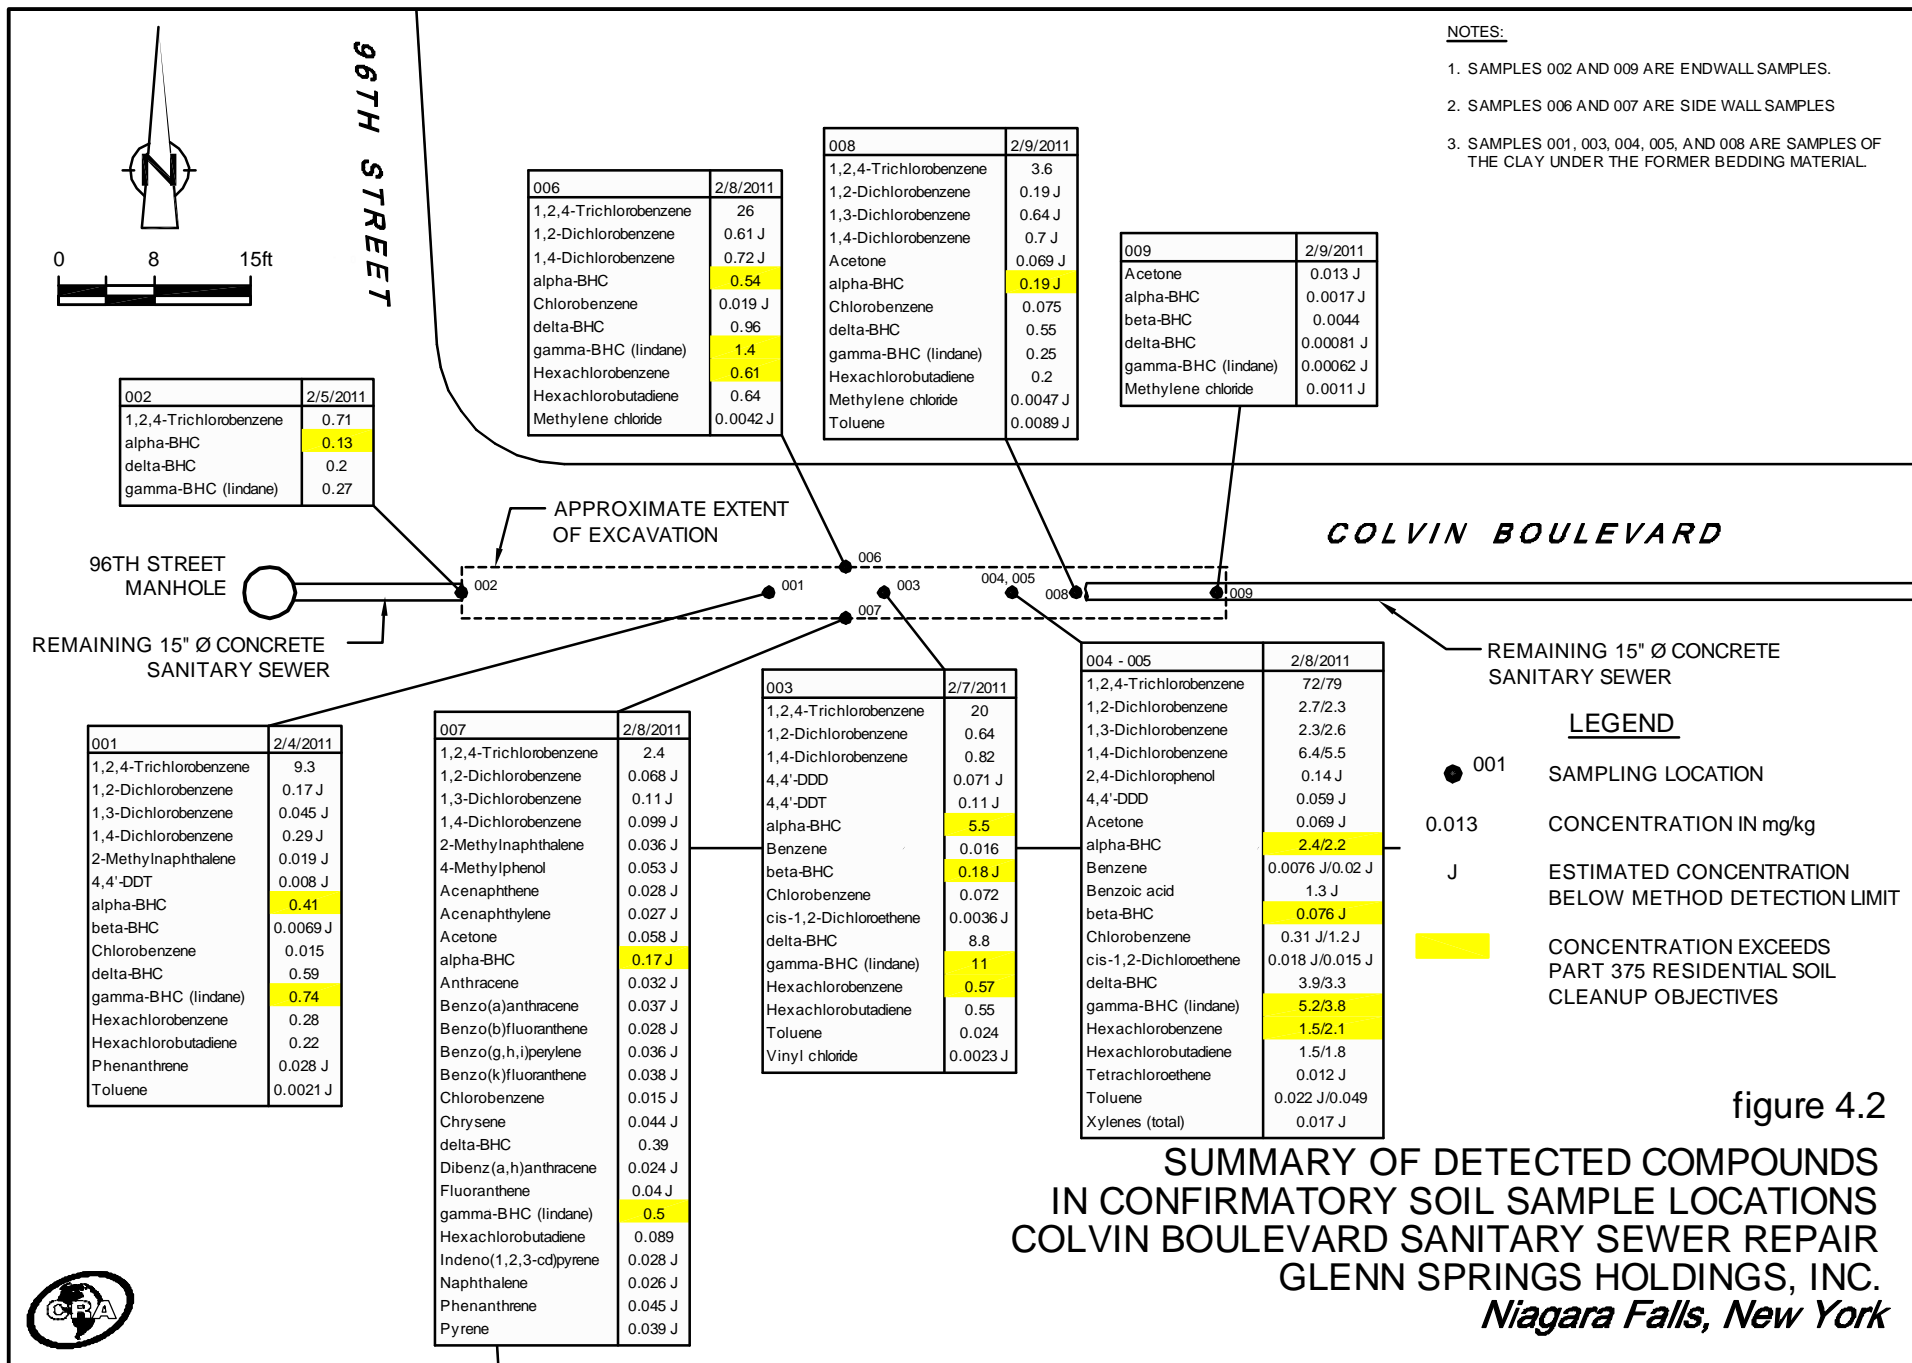 NOTES:
1. SAMPLES 002 AND 009 ARE ENDWALL SAMPLES.
2. SAMPLES 006 AND 007 ARE SIDE WALL SAMPLES
3. SAMPLES 001, 003, 004, 005, AND 008 ARE SAMPLES OF
THE CLAY UNDER THE FORMER BEDDING MATERIAL.
96TH STREET
N
0 8 15ft
002 2/5/2011
1,2,4-Trichlorobenzene 0.71
alpha-BHC 0.13
delta-BHC 0.2
gamma-BHC (lindane) 0.27
006 2/8/2011
1,2,4-Trichlorobenzene 26
1,2-Dichlorobenzene 0.61 J
1,4-Dichlorobenzene 0.72 J
alpha-BHC 0.54
Chlorobenzene 0.019 J
delta-BHC 0.96
gamma-BHC (lindane) 1.4
Hexachlorobenzene 0.61
Hexachlorobutadiene 0.64
Methylene chloride 0.0042 J
008 2/9/2011
1,2,4-Trichlorobenzene 3.6
1,2-Dichlorobenzene 0.19 J
1,3-Dichlorobenzene 0.64 J
1,4-Dichlorobenzene 0.7 J
Acetone 0.069 J
alpha-BHC 0.19 J
Chlorobenzene 0.075
delta-BHC 0.55
gamma-BHC (lindane) 0.25
Hexachlorobutadiene 0.2
Methylene chloride 0.0047 J
Toluene 0.0089 J
009 2/9/2011
Acetone 0.013 J
alpha-BHC 0.0017 J
beta-BHC 0.0044
delta-BHC 0.00081 J
gamma-BHC (lindane) 0.00062 J
Methylene chloride 0.0011 J
APPROXIMATE EXTENT
OF EXCAVATION
COLVIN BOULEVARD
96TH STREET
MANHOLE
002
001
006
007
003
004, 005
008
009
REMAINING 15" Ø CONCRETE
SANITARY SEWER
REMAINING 15" Ø CONCRETE
SANITARY SEWER
001 2/4/2011
1,2,4-Trichlorobenzene 9.3
1,2-Dichlorobenzene 0.17 J
1,3-Dichlorobenzene 0.045 J
1,4-Dichlorobenzene 0.29 J
2-Methylnaphthalene 0.019 J
4,4'-DDT 0.008 J
alpha-BHC 0.41
beta-BHC 0.0069 J
Chlorobenzene 0.015
delta-BHC 0.59
gamma-BHC (lindane) 0.74
Hexachlorobenzene 0.28
Hexachlorobutadiene 0.22
Phenanthrene 0.028 J
Toluene 0.0021 J
007 2/8/2011
1,2,4-Trichlorobenzene 2.4
1,2-Dichlorobenzene 0.068 J
1,3-Dichlorobenzene 0.11 J
1,4-Dichlorobenzene 0.099 J
2-Methylnaphthalene 0.036 J
4-Methylphenol 0.053 J
Acenaphthene 0.028 J
Acenaphthylene 0.027 J
Acetone 0.058 J
alpha-BHC 0.17 J
Anthracene 0.032 J
Benzo(a)anthracene 0.037 J
Benzo(b)fluoranthene 0.028 J
Benzo(g,h,i)perylene 0.036 J
Benzo(k)fluoranthene 0.038 J
Chlorobenzene 0.015 J
Chrysene 0.044 J
delta-BHC 0.39
Dibenz(a,h)anthracene 0.024 J
Fluoranthene 0.04 J
gamma-BHC (lindane) 0.5
Hexachlorobutadiene 0.089
Indeno(1,2,3-cd)pyrene 0.028 J
Naphthalene 0.026 J
Phenanthrene 0.045 J
Pyrene 0.039 J
003 2/7/2011
1,2,4-Trichlorobenzene 20
1,2-Dichlorobenzene 0.64
1,4-Dichlorobenzene 0.82
4,4'-DDD 0.071 J
4,4'-DDT 0.11 J
alpha-BHC 5.5
Benzene 0.016
beta-BHC 0.18 J
Chlorobenzene 0.072
cis-1,2-Dichloroethene 0.0036 J
delta-BHC 8.8
gamma-BHC (lindane) 11
Hexachlorobenzene 0.57
Hexachlorobutadiene 0.55
Toluene 0.024
Vinyl chloride 0.0023 J
004 - 005 2/8/2011
1,2,4-Trichlorobenzene 72/79
1,2-Dichlorobenzene 2.7/2.3
1,3-Dichlorobenzene 2.3/2.6
1,4-Dichlorobenzene 6.4/5.5
2,4-Dichlorophenol 0.14 J
4,4'-DDD 0.059 J
Acetone 0.069 J
alpha-BHC 2.4/2.2
Benzene 0.0076 J/0.02 J
Benzoic acid 1.3 J
beta-BHC 0.076 J
Chlorobenzene 0.31 J/1.2 J
cis-1,2-Dichloroethene 0.018 J/0.015 J
delta-BHC 3.9/3.3
gamma-BHC (lindane) 5.2/3.8
Hexachlorobenzene 1.5/2.1
Hexachlorobutadiene 1.5/1.8
Tetrachloroethene 0.012 J
Toluene 0.022 J/0.049
Xylenes (total) 0.017 J
LEGEND
001 SAMPLING LOCATION
0.013 CONCENTRATION IN mg/kg
J ESTIMATED CONCENTRATION
BELOW METHOD DETECTION LIMIT
CONCENTRATION EXCEEDS
PART 375 RESIDENTIAL SOIL
CLEANUP OBJECTIVES
figure 4.2
SUMMARY OF DETECTED COMPOUNDS
IN CONFIRMATORY SOIL SAMPLE LOCATIONS
COLVIN BOULEVARD SANITARY SEWER REPAIR
GLENN SPRINGS HOLDINGS, INC.
Niagara Falls, New York
CRA